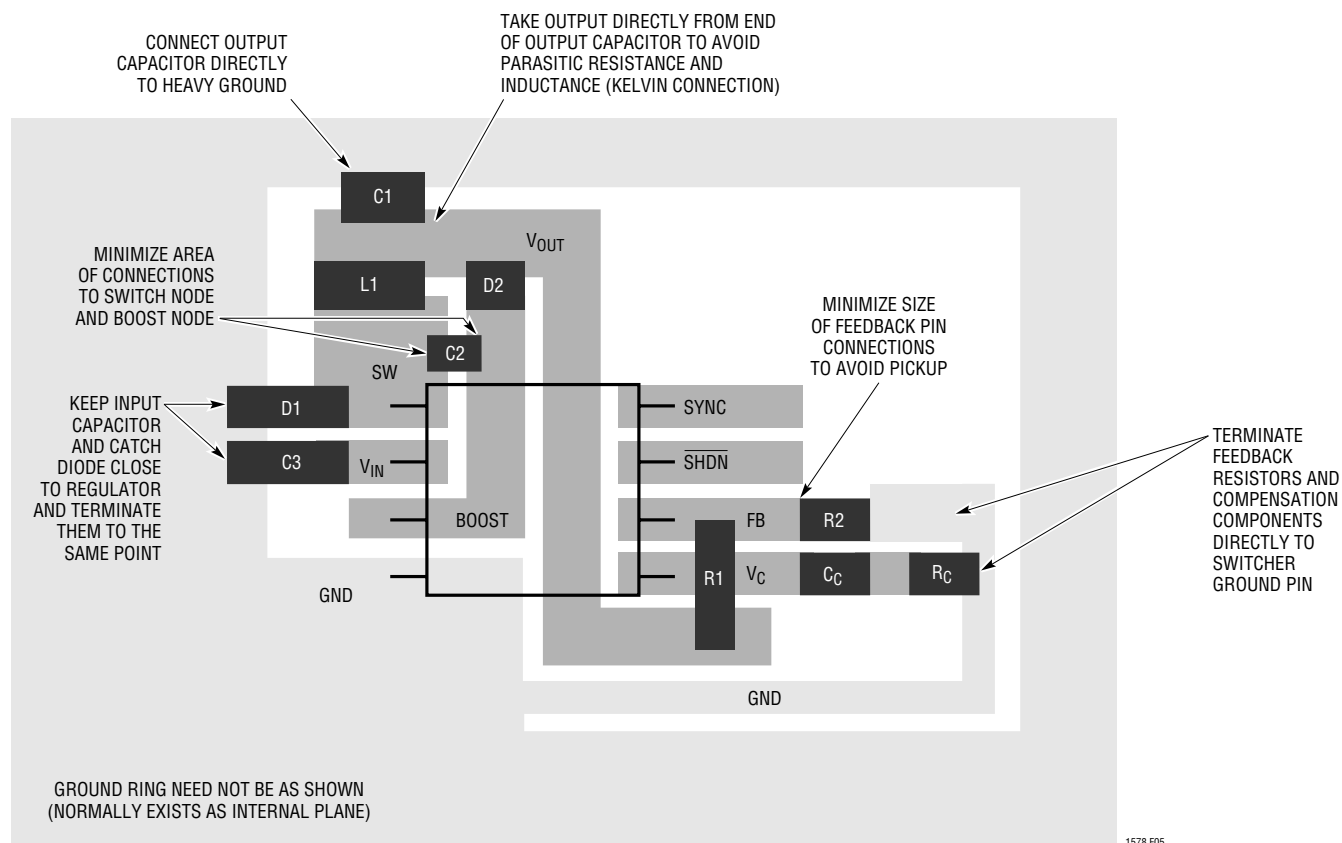 TAKE OUTPUT DIRECTLY FROM END
OF OUTPUT CAPACITOR TO AVOID
PARASITIC RESISTANCE AND
INDUCTANCE (KELVIN CONNECTION)
CONNECT OUTPUT
CAPACITOR DIRECTLY
TO HEAVY GROUND
C1
VOUT
MINIMIZE AREA
OF CONNECTIONS
TO SWITCH NODE
AND BOOST NODE
L1
D2
C2
SW
MINIMIZE SIZE
OF FEEDBACK PIN
CONNECTIONS
TO AVOID PICKUP
KEEP INPUT
CAPACITOR
AND CATCH
DIODE CLOSE
TO REGULATOR
AND TERMINATE
THEM TO THE
SAME POINT
D1
C3
VIN
BOOST
GND
SYNC
SHDN
FB
R2
R1
VC
CC
RC
TERMINATE
FEEDBACK
RESISTORS AND
COMPENSATION
COMPONENTS
DIRECTLY TO
SWITCHER
GROUND PIN
GND
GROUND RING NEED NOT BE AS SHOWN
(NORMALLY EXISTS AS INTERNAL PLANE)
1578 F05